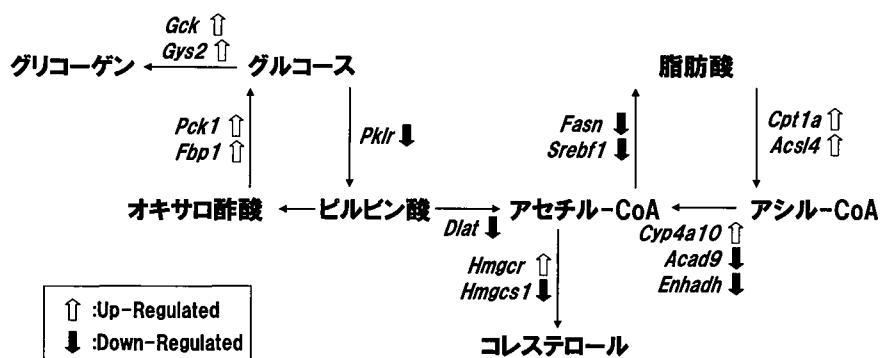 Gck ⇧
Gys2 ⇧
グリコーゲン
グルコース
脂肪酸
Pck1 ⇧
Fbp1 ⇧
Pklr ⬇
Fasn ⬇
Srebf1 ⬇
Cpt1a ⇧
Acsl4 ⇧
オキサロ酢酸
ピルビン酸
アセチル-CoA
アシル-CoA
Dlat ⬇
Cyp4a10 ⇧
Acad9 ⬇
Enhadh ⬇
Hmgcr ⇧
Hmgcs1 ⬇
コレステロール
⇧ :Up-Regulated
⬇ :Down-Regulated